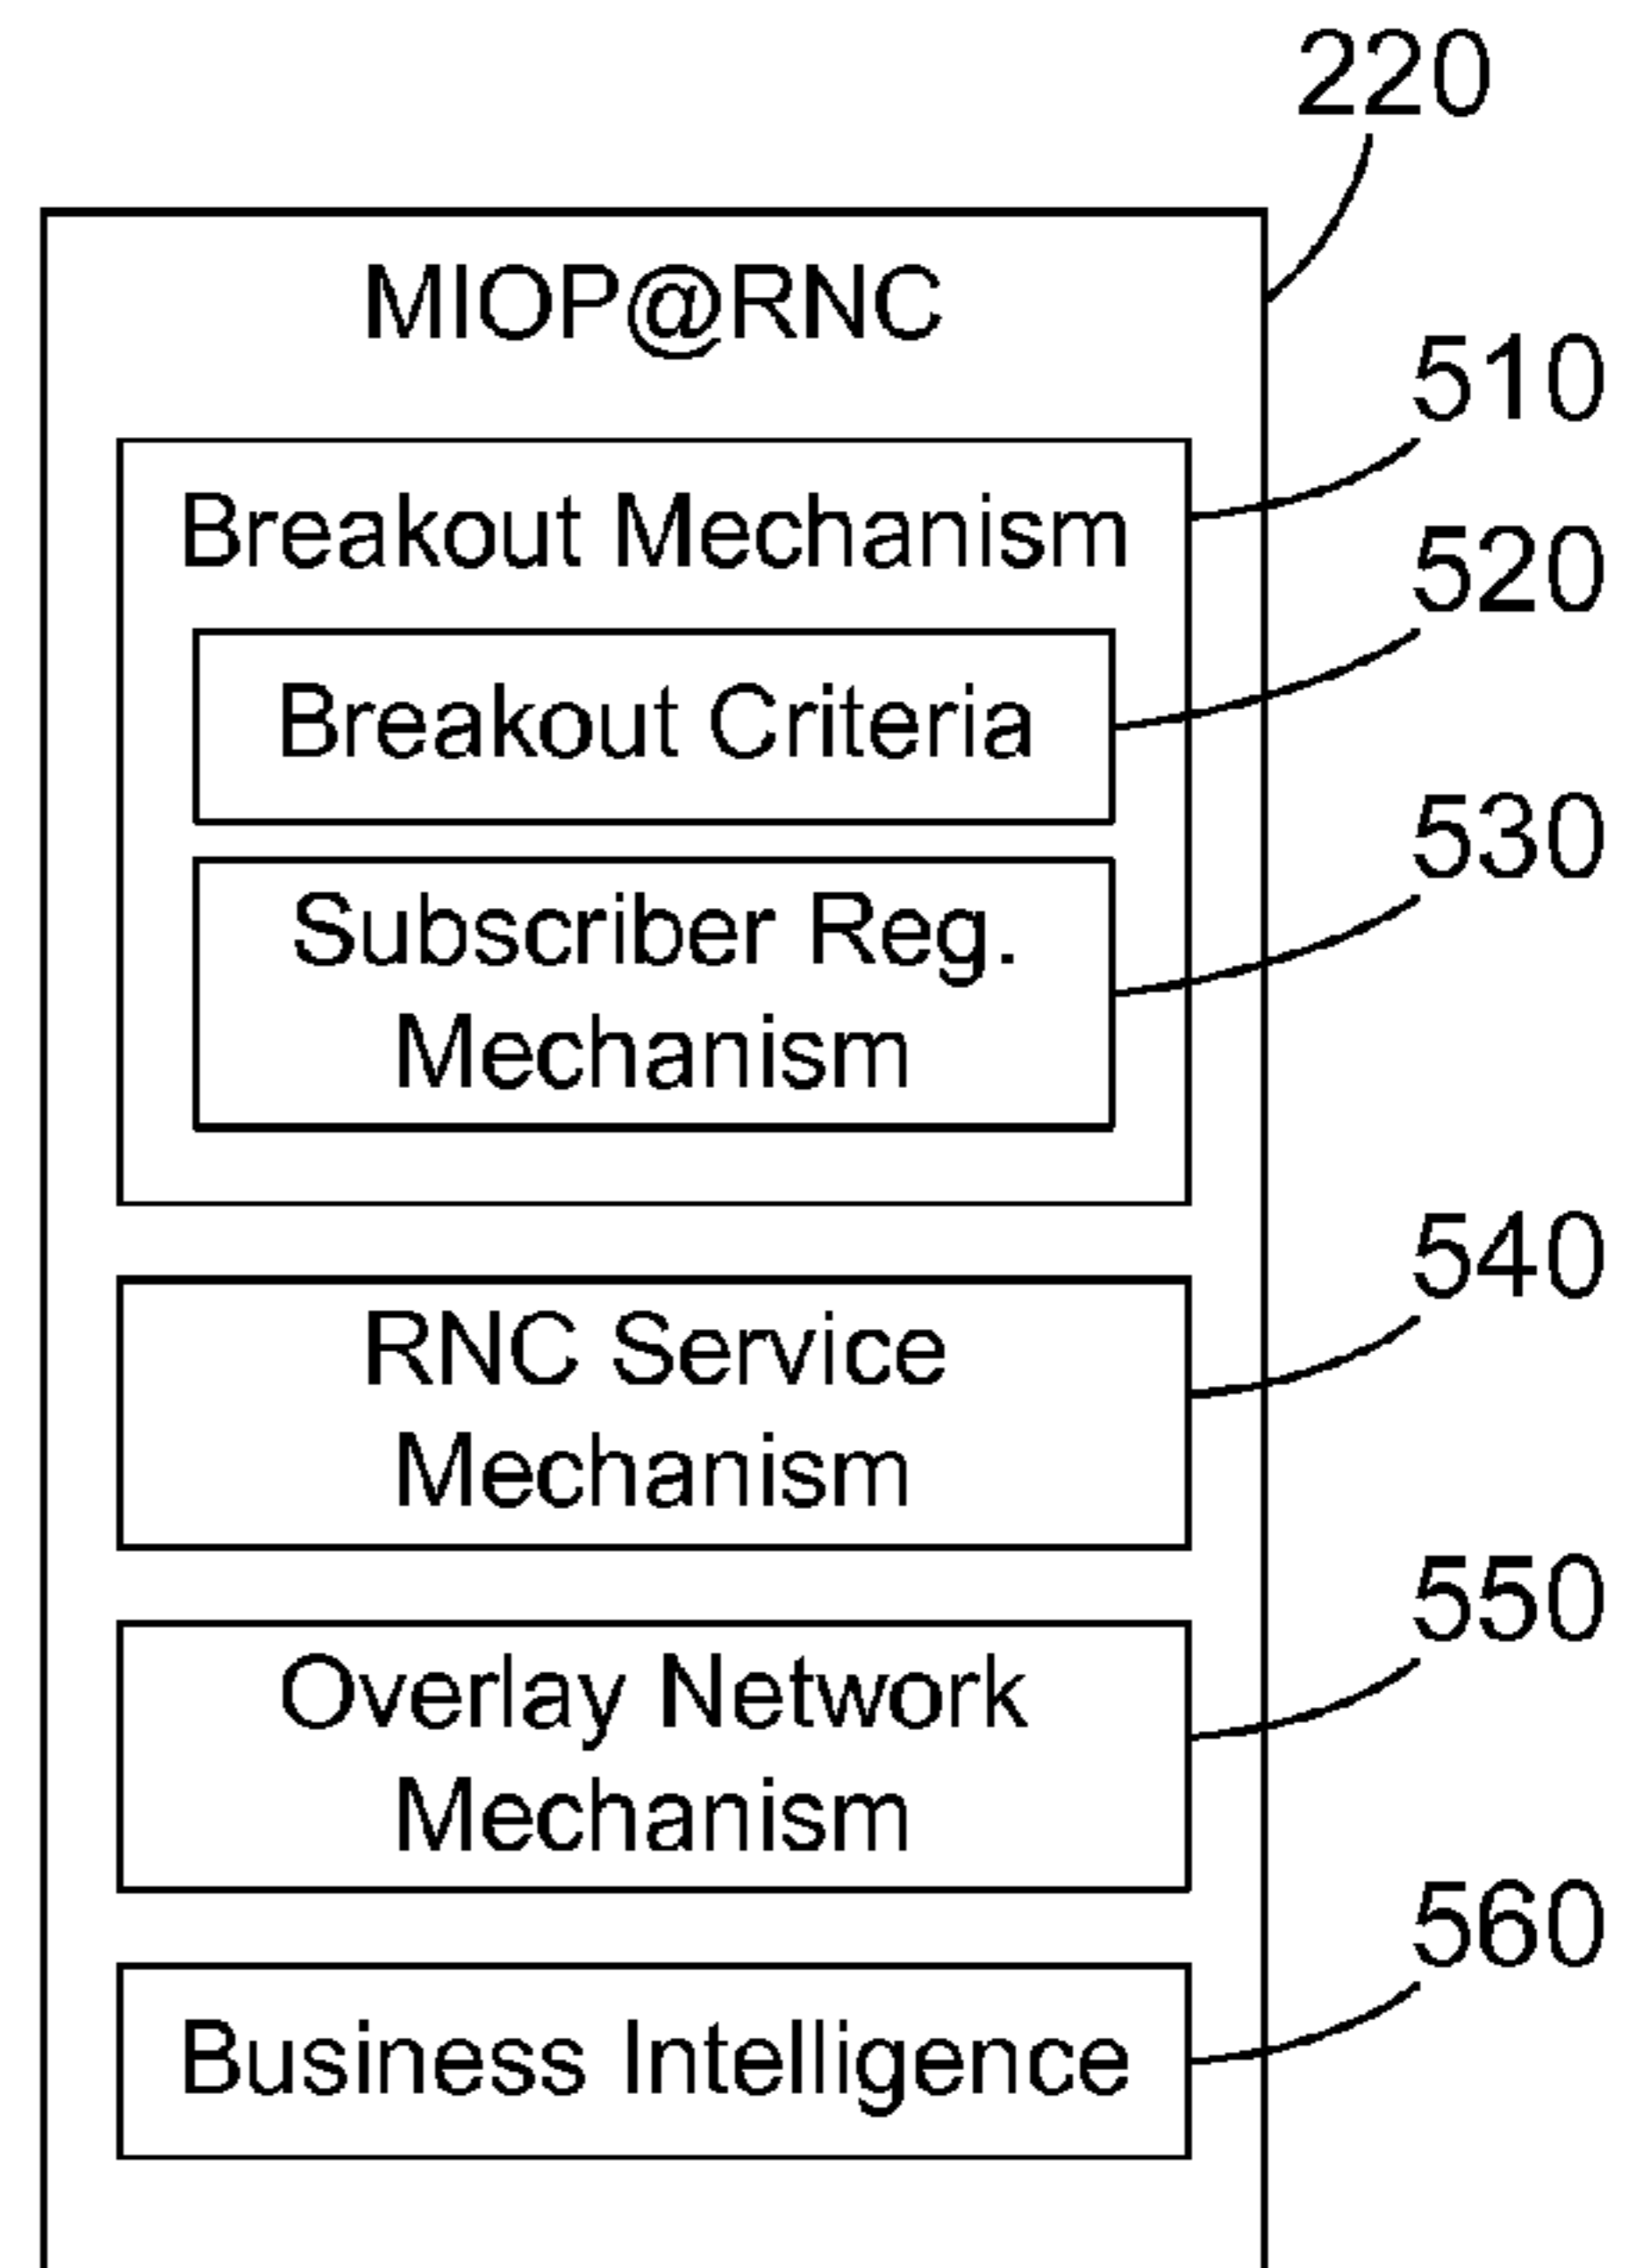 220
MIOP@RNC
510
Breakout Mechanism
520
Breakout Criteria
530
Subscriber Reg.
Mechanism
540
RNC Service
Mechanism
550
Overlay Network
Mechanism
560
Business Intelligence